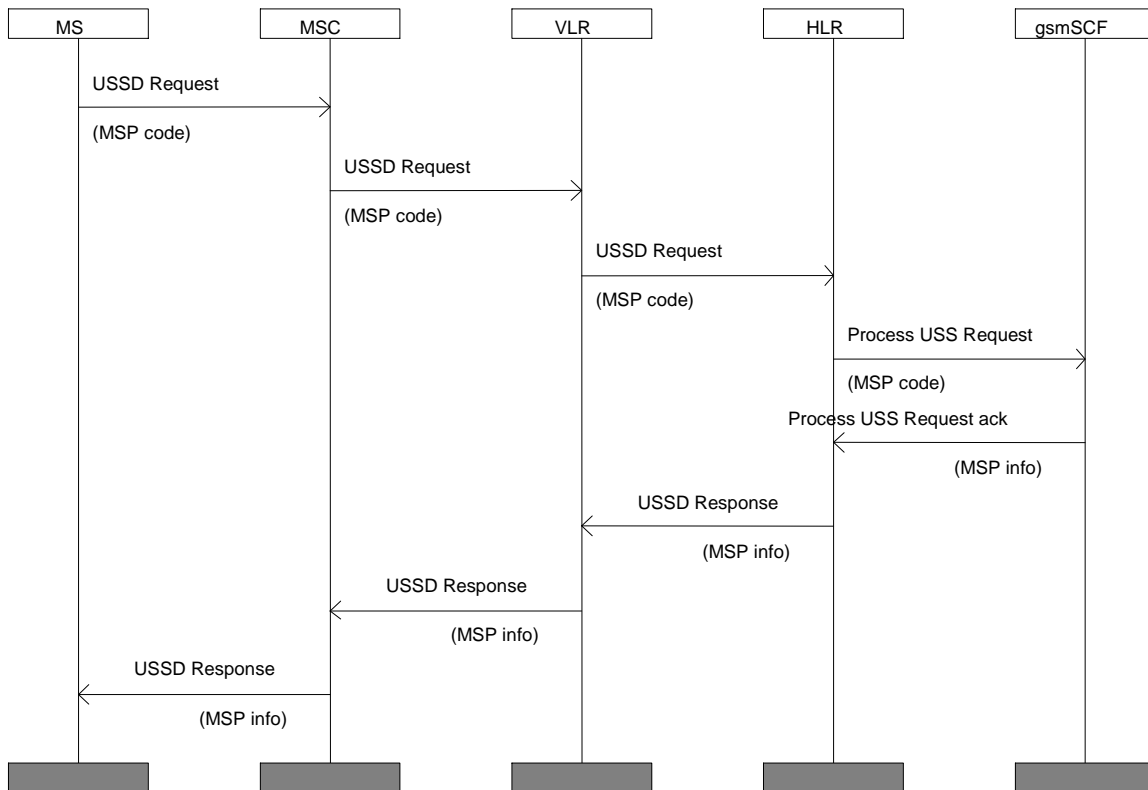 MS
MSC
VLR
HLR
gsmSCF
USSD Request
(MSP code)
USSD Request
(MSP code)
USSD Request
(MSP code)
Process USS Request
(MSP code)
Process USS Request ack
(MSP info)
USSD Response
(MSP info)
USSD Response
(MSP info)
USSD Response
(MSP info)